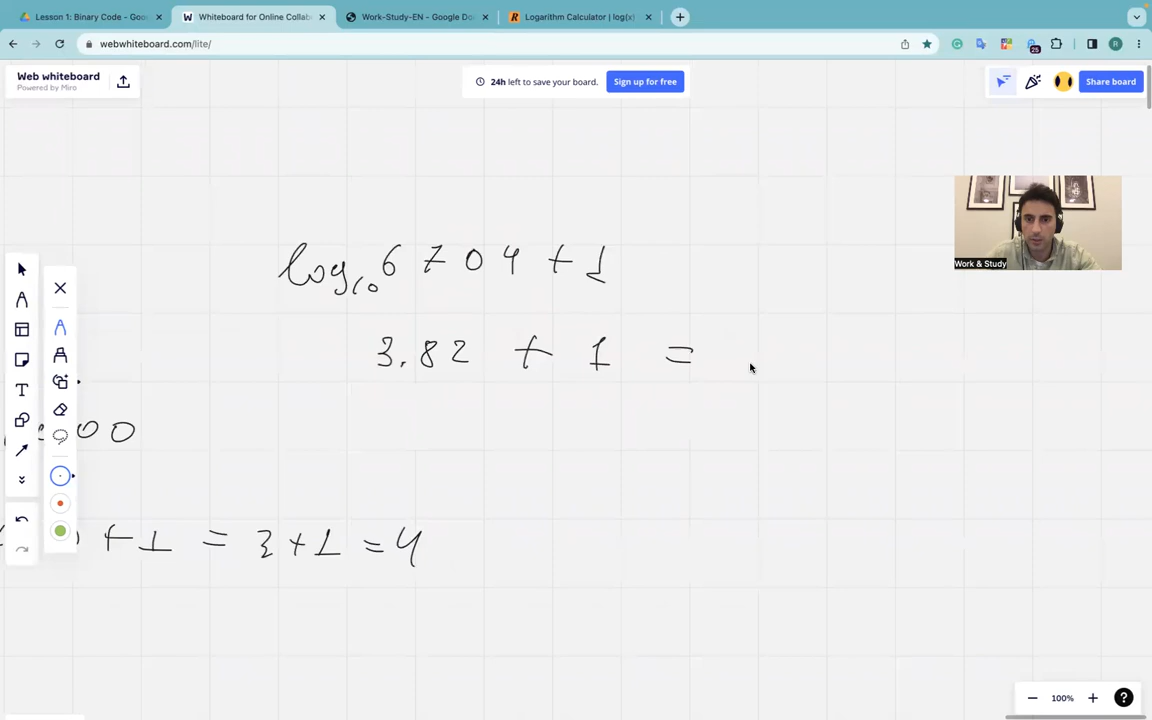 Lesson 1: Binary Code - Goo
Whiteboard for Online Collab
Work-Study-EN - Google Do
Logarithm Calculator | log(x)
webwhiteboard.com/lite/
25
R
Web whiteboard
Powered by Miro
24h left to save your board.
Sign up for free
Share board
Work & Study
log₁₀ 6704 + 1
3.82 + 1 =
00
+ 1 = 3 + 1 = 4
T
100%